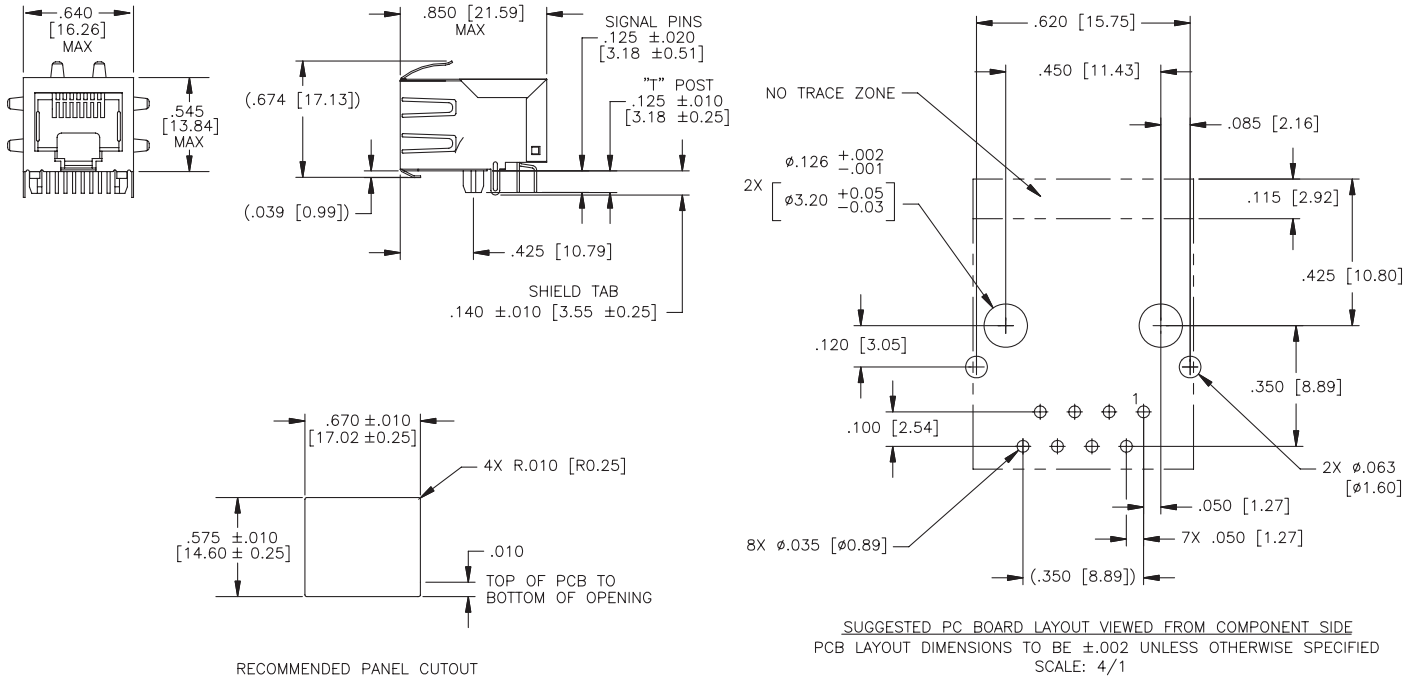 .640
[16.26]
MAX
.545
[13.84]
MAX
.850 [21.59]
MAX
SIGNAL PINS
.125 ±.020
[3.18 ±0.51]
"T" POST
.125 ±.010
[3.18 ±0.25]
(.674 [17.13])
(.039 [0.99])
.425 [10.79]
SHIELD TAB
.140 ±.010 [3.55 ±0.25]
.670 ±.010
[17.02 ±0.25]
4X R.010 [R0.25]
.575 ±.010
[14.60 ± 0.25]
.010
TOP OF PCB TO
BOTTOM OF OPENING
RECOMMENDED PANEL CUTOUT
.620 [15.75]
.450 [11.43]
NO TRACE ZONE
.085 [2.16]
2X ø.126 +.002 -.001
[ø3.20 +0.05 -0.03]
.115 [2.92]
.425 [10.80]
.120 [3.05]
.350 [8.89]
1
.100 [2.54]
2X ø.063
[ø1.60]
.050 [1.27]
8X ø.035 [ø0.89]
7X .050 [1.27]
(.350 [8.89])
SUGGESTED PC BOARD LAYOUT VIEWED FROM COMPONENT SIDE
PCB LAYOUT DIMENSIONS TO BE ±.002 UNLESS OTHERWISE SPECIFIED
SCALE: 4/1